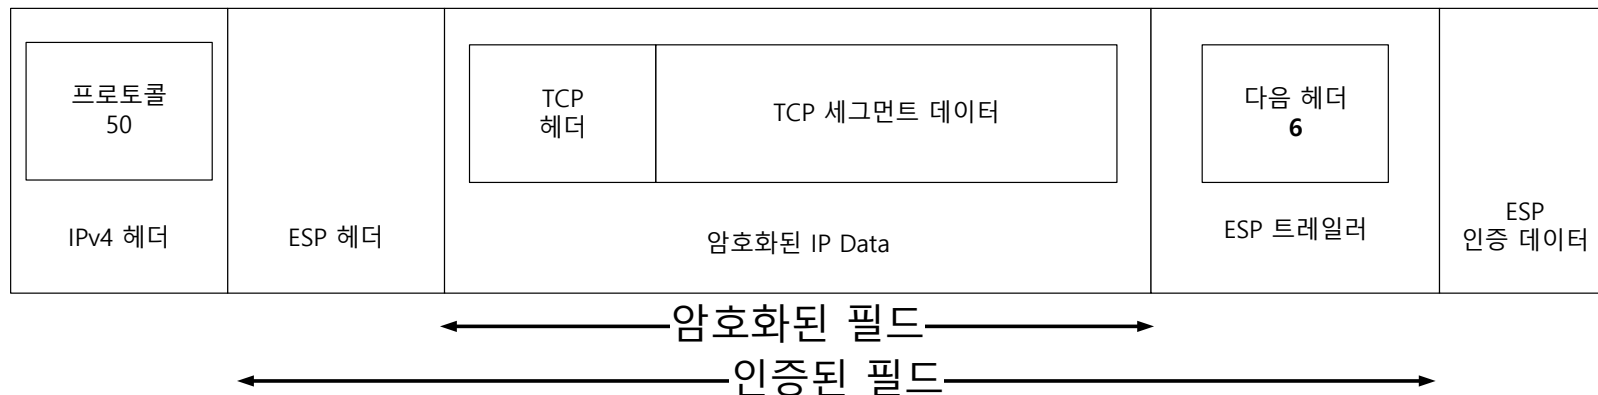 프로토콜
50
IPv4 헤더
ESP 헤더
TCP
헤더
TCP 세그먼트 데이터
암호화된 IP Data
다음 헤더
6
ESP 트레일러
ESP
인증 데이터
암호화된 필드
인증된 필드